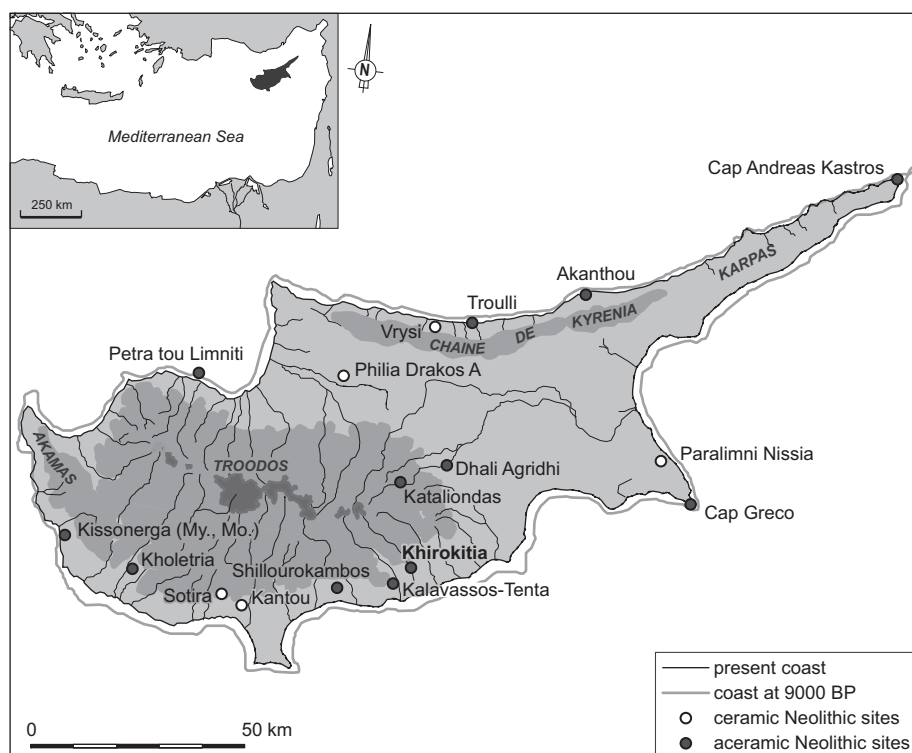 Mediterranean Sea
250 km
N
Cap Andreas Kastros
KARPAS
Akanthou
Troulli
Vrysi
CHAINE DE KYRENIA
Petra tou Limniti
Philia Drakos A
AKAMAS
TROODOS
Dhali Agridhi
Paralimni Nissia
Kataliondas
Cap Greco
Kissonerga (My., Mo.)
Khirokitia
Kholetria
Shillourokambos
Kalavassos-Tenta
Sotira
Kantou
present coast
coast at 9000 BP
ceramic Neolithic sites
aceramic Neolithic sites
0 50 km